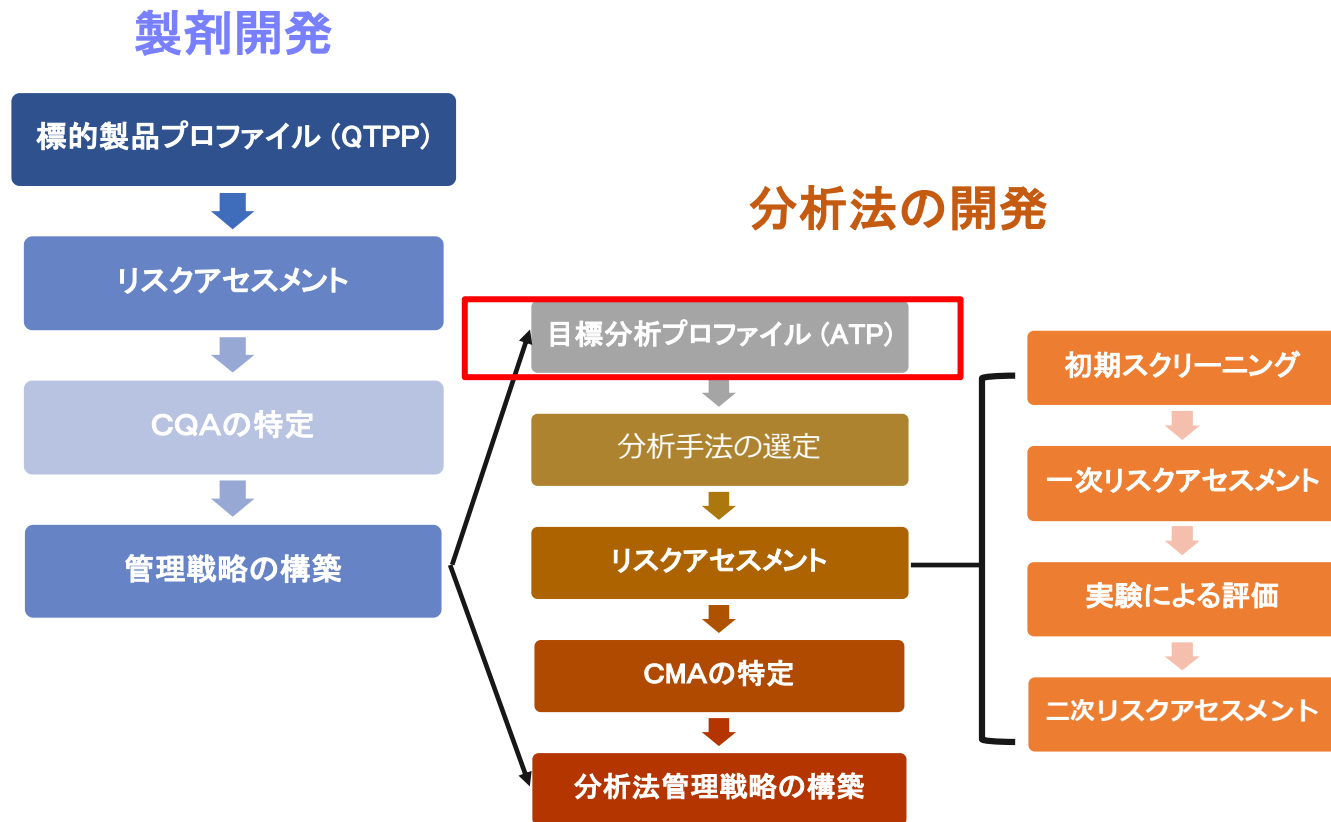 製剤開発
標的製品プロファイル(QTPP)
リスクアセスメント
CQAの特定
管理戦略の構築
分析法の開発
目標分析プロファイル(ATP)
分析手法の選定
リスクアセスメント
CMAの特定
分析法管理戦略の構築
初期スクリーニング
一次リスクアセスメント
実験による評価
二次リスクアセスメント